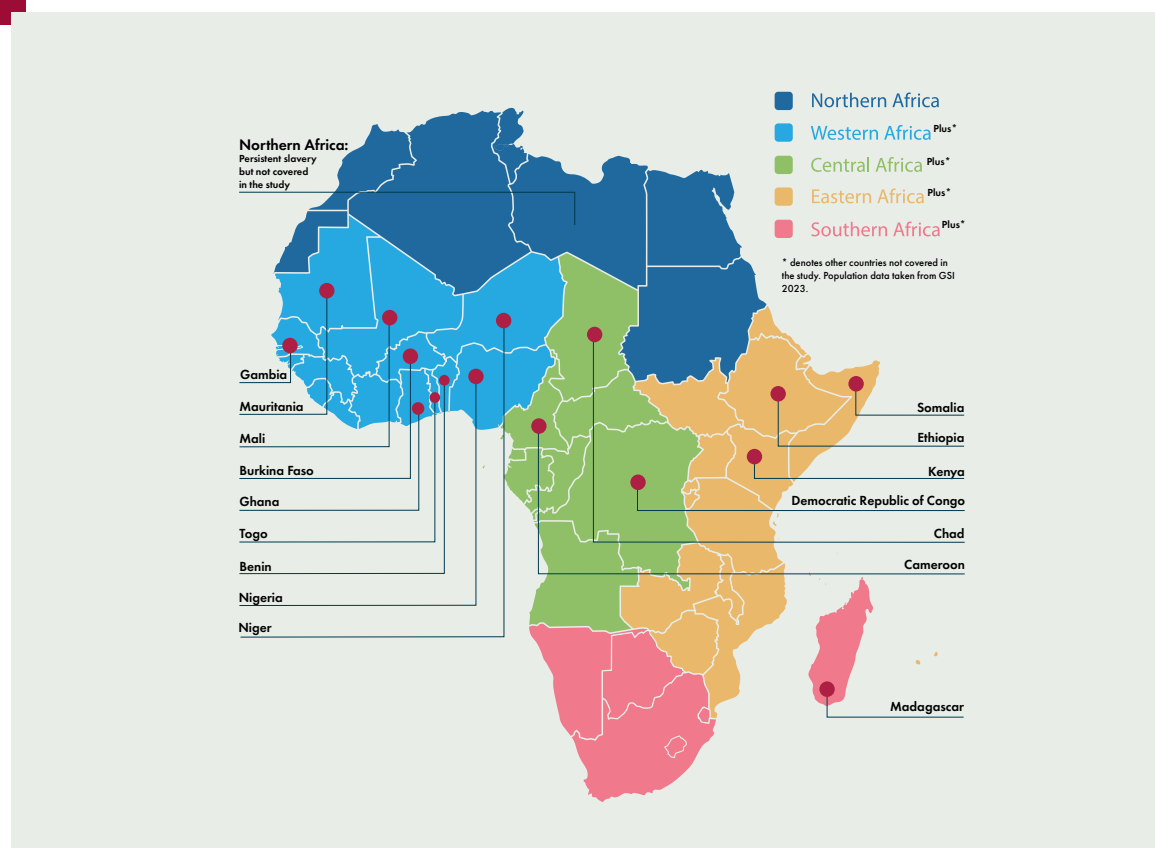 Northern Africa
Western Africa Plus*
Central Africa Plus*
Eastern Africa Plus*
Southern Africa Plus*
* denotes other countries not covered in
the study. Population data taken from GSI
2023.
Northern Africa:
Persistent slavery
but not covered
in the study
Gambia
Mauritania
Mali
Burkina Faso
Ghana
Togo
Benin
Nigeria
Niger
Somalia
Ethiopia
Kenya
Democratic Republic of Congo
Chad
Cameroon
Madagascar